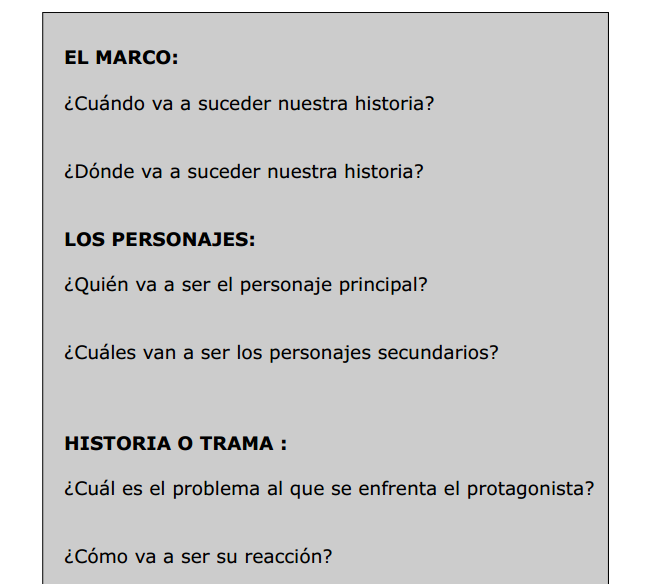 EL MARCO:
¿Cuándo va a suceder nuestra historia?
¿Dónde va a suceder nuestra historia?
LOS PERSONAJES:
¿Quién va a ser el personaje principal?
¿Cuáles van a ser los personajes secundarios?
HISTORIA O TRAMA :
¿Cuál es el problema al que se enfrenta el protagonista?
¿Cómo va a ser su reacción?